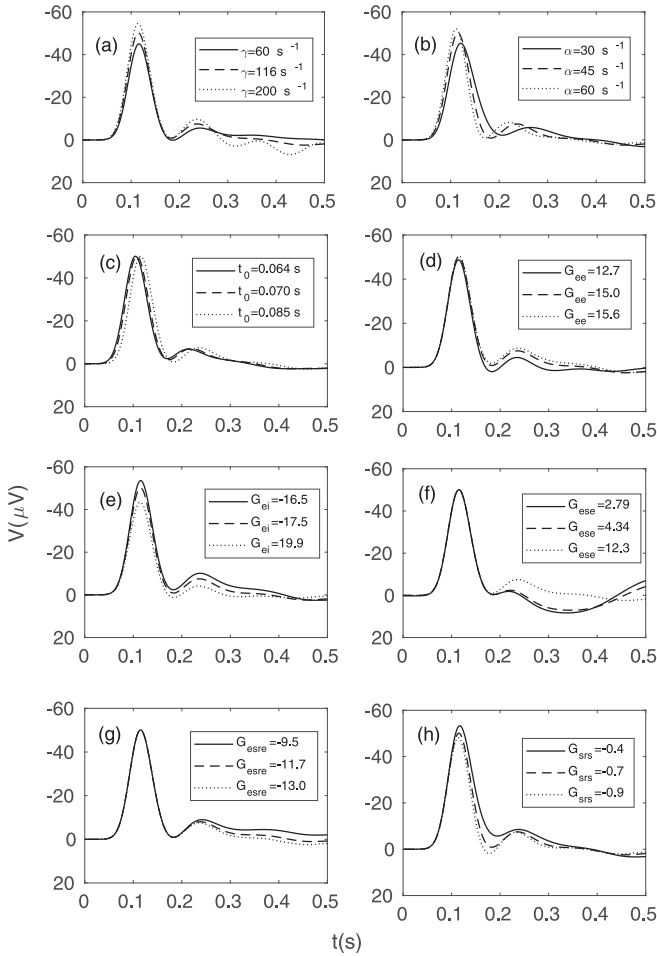 -60
-40
-20
0
20
(a)
γ=60 s -1
γ=116 s -1
γ=200 s -1
0 0.1 0.2 0.3 0.4 0.5
-60
-40
-20
0
20
(b)
α=30 s -1
α=45 s -1
α=60 s -1
0 0.1 0.2 0.3 0.4 0.5
-60
-40
-20
0
20
(c)
t0=0.064 s
t0=0.070 s
t0=0.085 s
0 0.1 0.2 0.3 0.4 0.5
-60
-40
-20
0
20
(d)
Gee=12.7
Gee=15.0
Gee=15.6
0 0.1 0.2 0.3 0.4 0.5
V(μV)
-60
-40
-20
0
20
(e)
Gei=-16.5
Gei=-17.5
Gei=19.9
0 0.1 0.2 0.3 0.4 0.5
-60
-40
-20
0
20
(f)
Gese=2.79
Gese=4.34
Gese=12.3
0 0.1 0.2 0.3 0.4 0.5
-60
-40
-20
0
20
(g)
Gesre=-9.5
Gesre=-11.7
Gesre=-13.0
0 0.1 0.2 0.3 0.4 0.5
-60
-40
-20
0
20
(h)
Gsrs=-0.4
Gsrs=-0.7
Gsrs=-0.9
0 0.1 0.2 0.3 0.4 0.5
t(s)